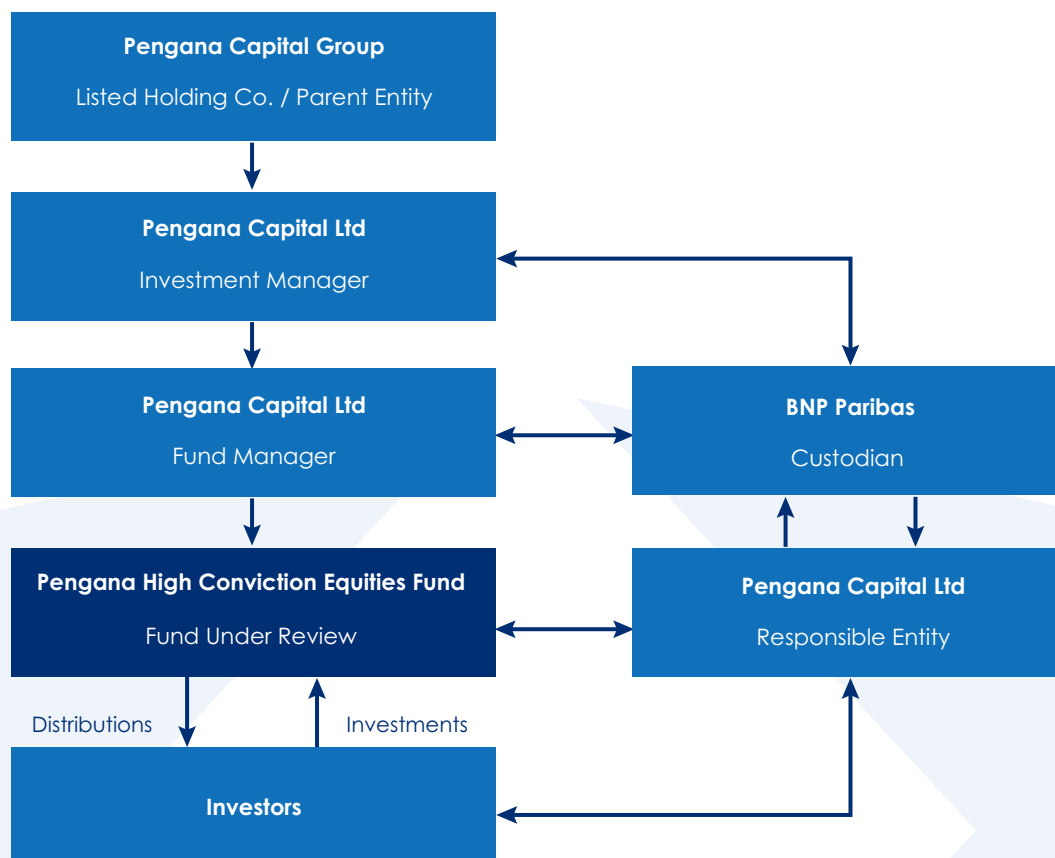 Pengana Capital Group
Listed Holding Co. / Parent Entity
Pengana Capital Ltd
Investment Manager
Pengana Capital Ltd
Fund Manager
BNP Paribas
Custodian
Pengana High Conviction Equities Fund
Fund Under Review
Pengana Capital Ltd
Responsible Entity
Distributions
Investments
Investors